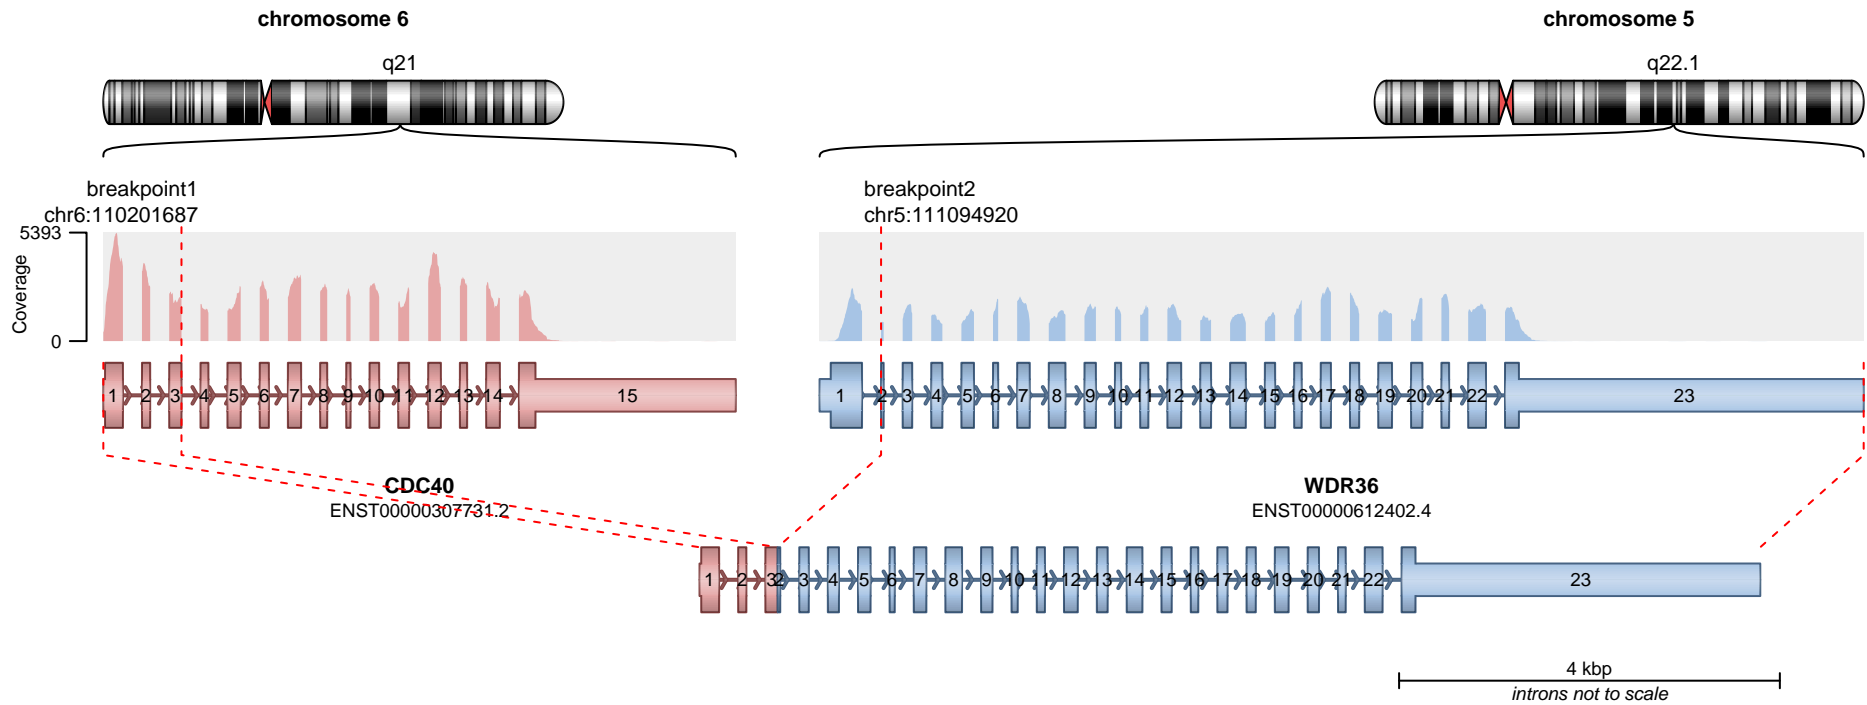 chromosome 6
chromosome 5
q21
q22.1
breakpoint1
chr6:110201687
breakpoint2
chr5:111094920
5393
Coverage
0
1 2 3 4 5 6 7 8 9 10 11 12 13 14 15
1 2 3 4 5 6 7 8 9 10 11 12 13 14 15 16 17 18 19 20 21 22 23
CDC40
ENST00000307731.2
WDR36
ENST00000612402.4
1 2 3 2 3 4 5 6 7 8 9 10 11 12 13 14 15 16 17 18 19 20 21 22 23
4 kbp
introns not to scale